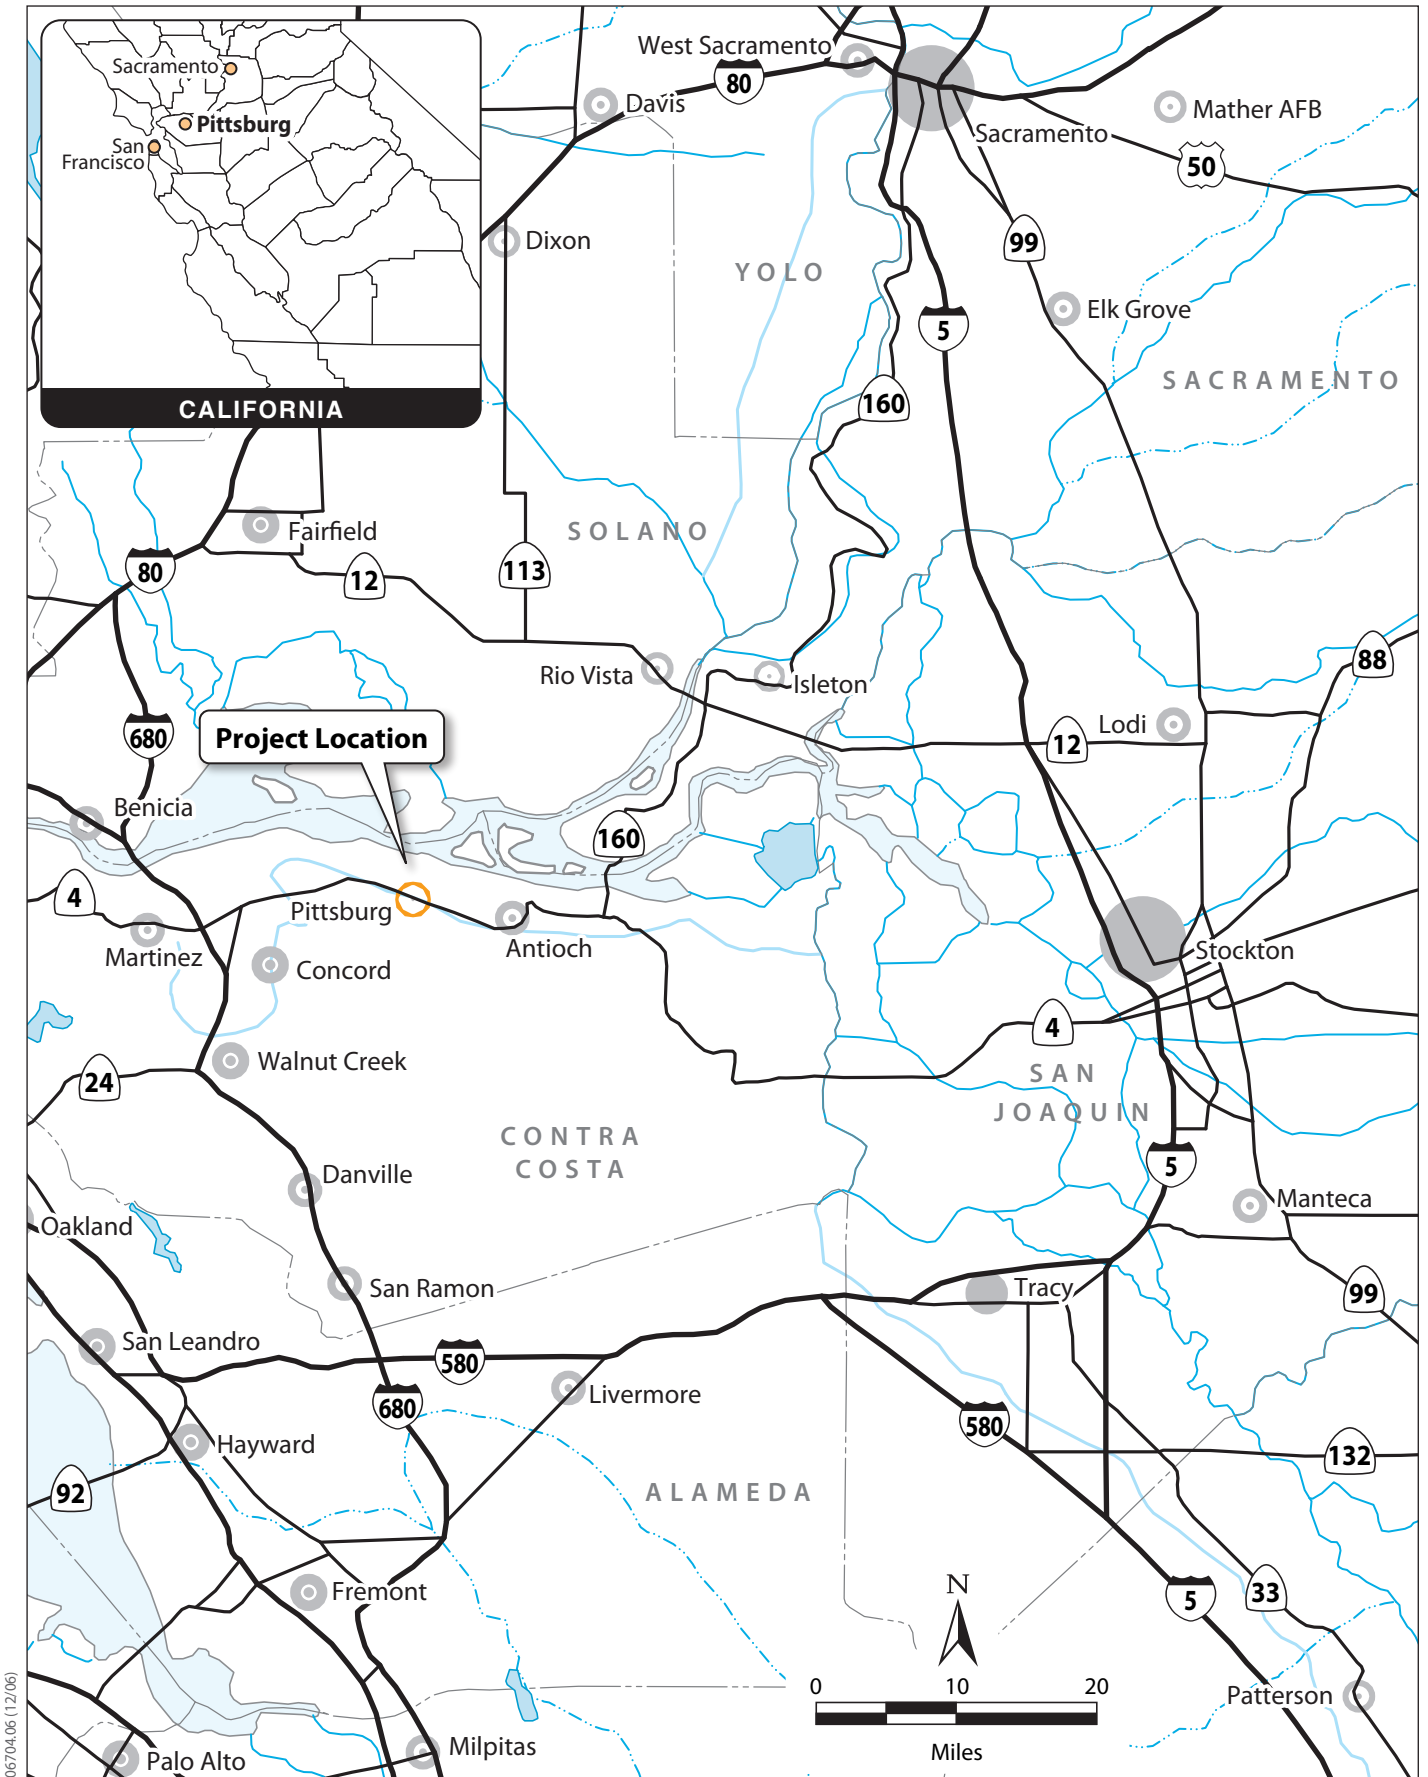 Sacramento
Pittsburg
San
Francisco
CALIFORNIA
West Sacramento
80
Davis
Sacramento
Mather AFB
50
Dixon
99
YOLO
Elk Grove
5
SACRAMENTO
160
Fairfield
SOLANO
80
12
113
Rio Vista
Isleton
88
680
Project Location
Lodi
12
Benicia
160
4
Pittsburg
Antioch
Martinez
Concord
Stockton
4
Walnut Creek
24
SAN
JOAQUIN
CONTRA
COSTA
5
Danville
Manteca
Oakland
San Ramon
Tracy
99
San Leandro
580
Livermore
680
580
Hayward
132
92
ALAMEDA
Fremont
N
5
33
0 10 20
Miles
Patterson
Palo Alto
Milpitas
06704.06 (12/06)